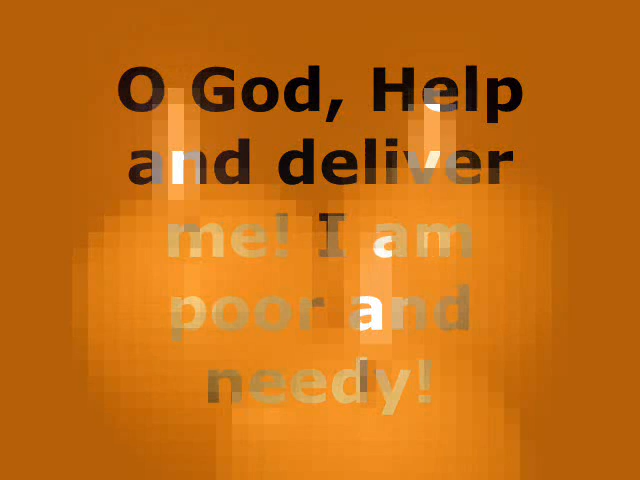 O God, Help
and deliver
me! I am
poor and
needy!